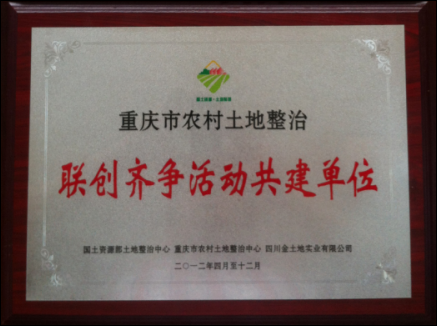 重庆市农村土地整治
联创齐争活动共建单位
国土资源部土地整治中心 重庆市农村土地整治中心 四川金土地实业有限公司
二〇一二年四月至十二月